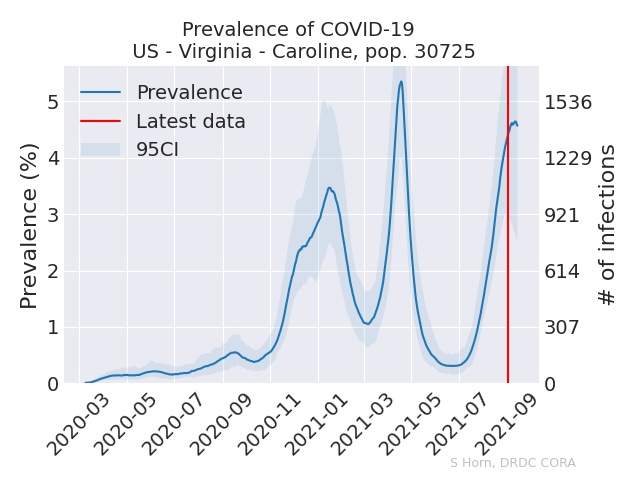 Prevalence of COVID-19
US - Virginia - Caroline, pop. 30725
Prevalence
Latest data
95CI
Prevalence (%)
5
4
3
2
1
0
1536
1229
921
614
307
0
# of infections
2020-03
2020-05
2020-07
2020-09
2020-11
2021-01
2021-03
2021-05
2021-07
2021-09
S Horn, DRDC CORA